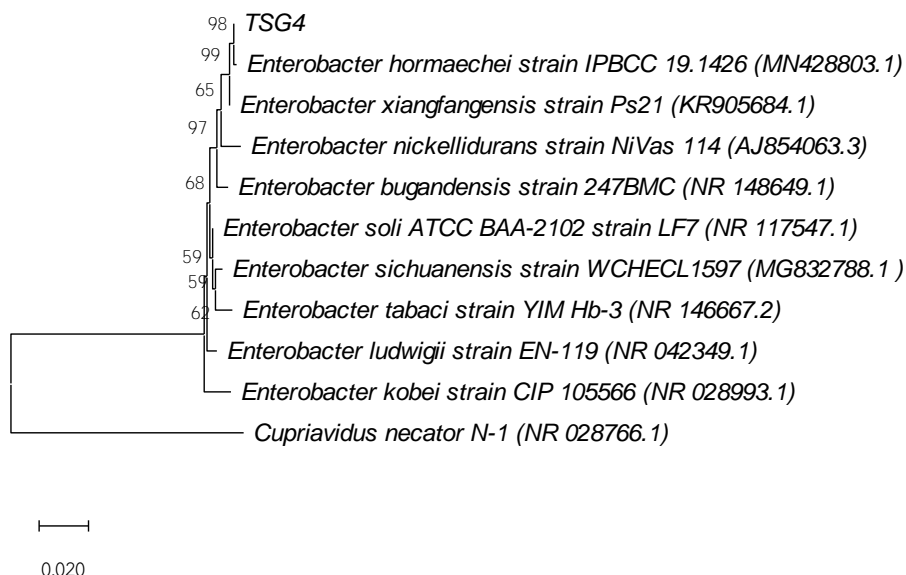 98 TSG4
99 Enterobacter hormaechei strain IPBCC 19.1426 (MN428803.1)
65 Enterobacter xiangfangensis strain Ps21 (KR905684.1)
97 Enterobacter nickellidurans strain NiVas 114 (AJ854063.3)
68 Enterobacter bugandensis strain 247BMC (NR 148649.1)
Enterobacter soli ATCC BAA-2102 strain LF7 (NR 117547.1)
59 Enterobacter sichuanensis strain WCHECL1597 (MG832788.1 )
59
62 Enterobacter tabaci strain YIM Hb-3 (NR 146667.2)
Enterobacter ludwigii strain EN-119 (NR 042349.1)
Enterobacter kobei strain CIP 105566 (NR 028993.1)
Cupriavidus necator N-1 (NR 028766.1)
0.020